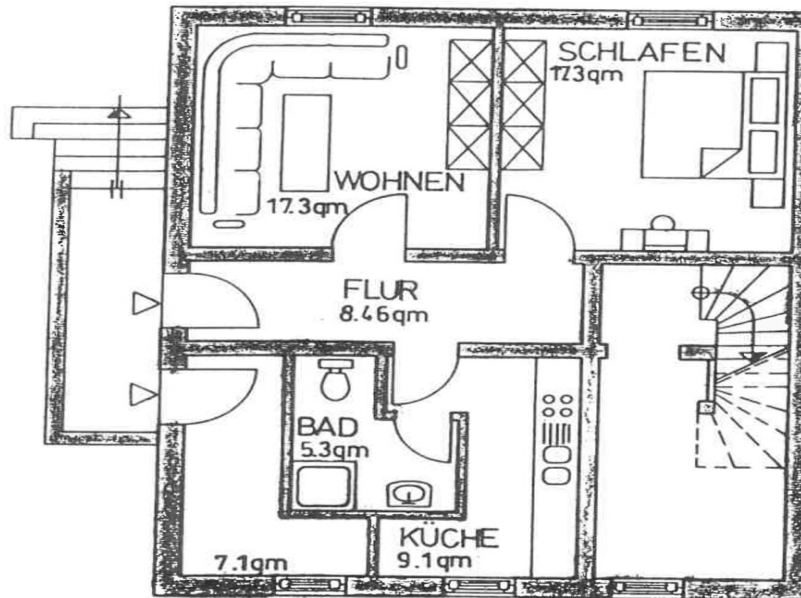 WOHNEN
17.3qm
SCHLAFEN
17.3qm
FLUR
8.46qm
BAD
5.3qm
KÜCHE
9.1qm
7.1qm